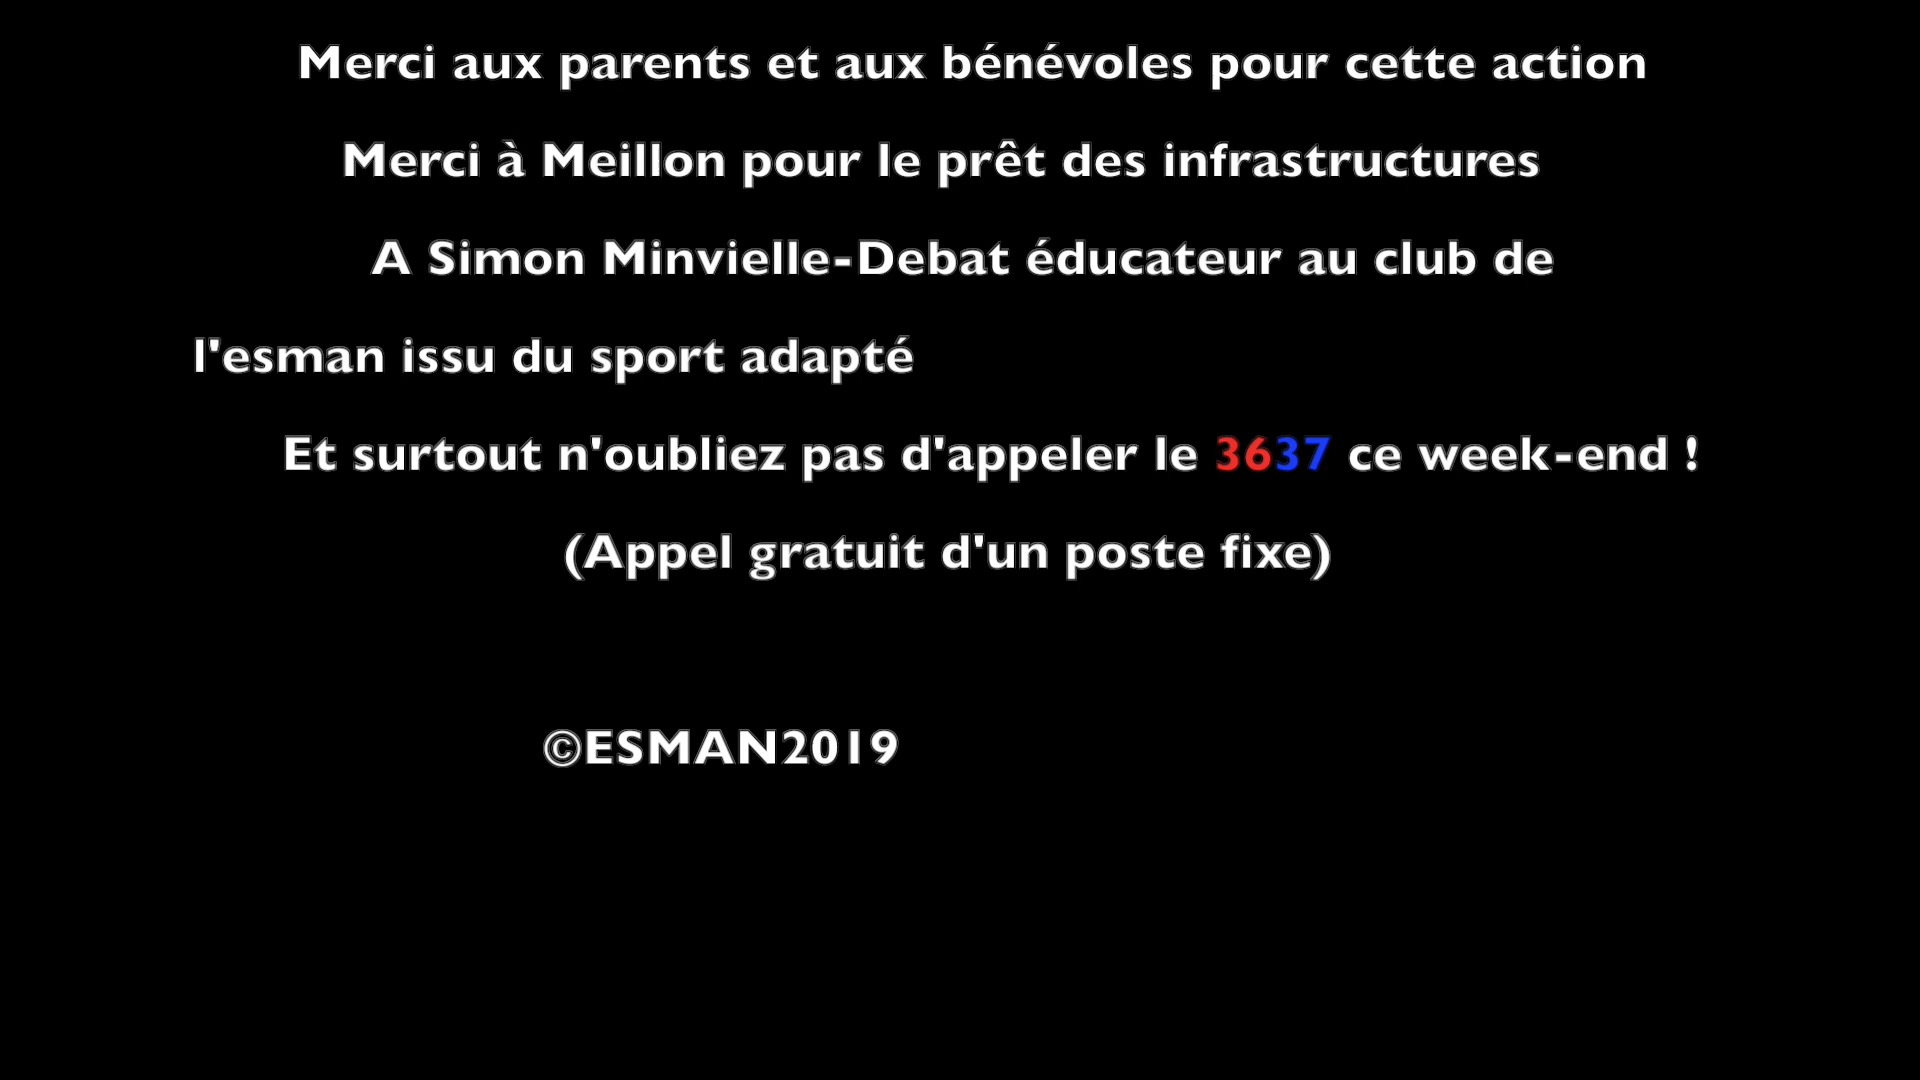 Merci aux parents et aux bénévoles pour cette action
Merci à Meillon pour le prêt des infrastructures
A Simon Minvielle-Debat éducateur au club de
l'esman issu du sport adapté
Et surtout n'oubliez pas d'appeler le 3637 ce week-end !
(Appel gratuit d'un poste fixe)
©ESMAN2019